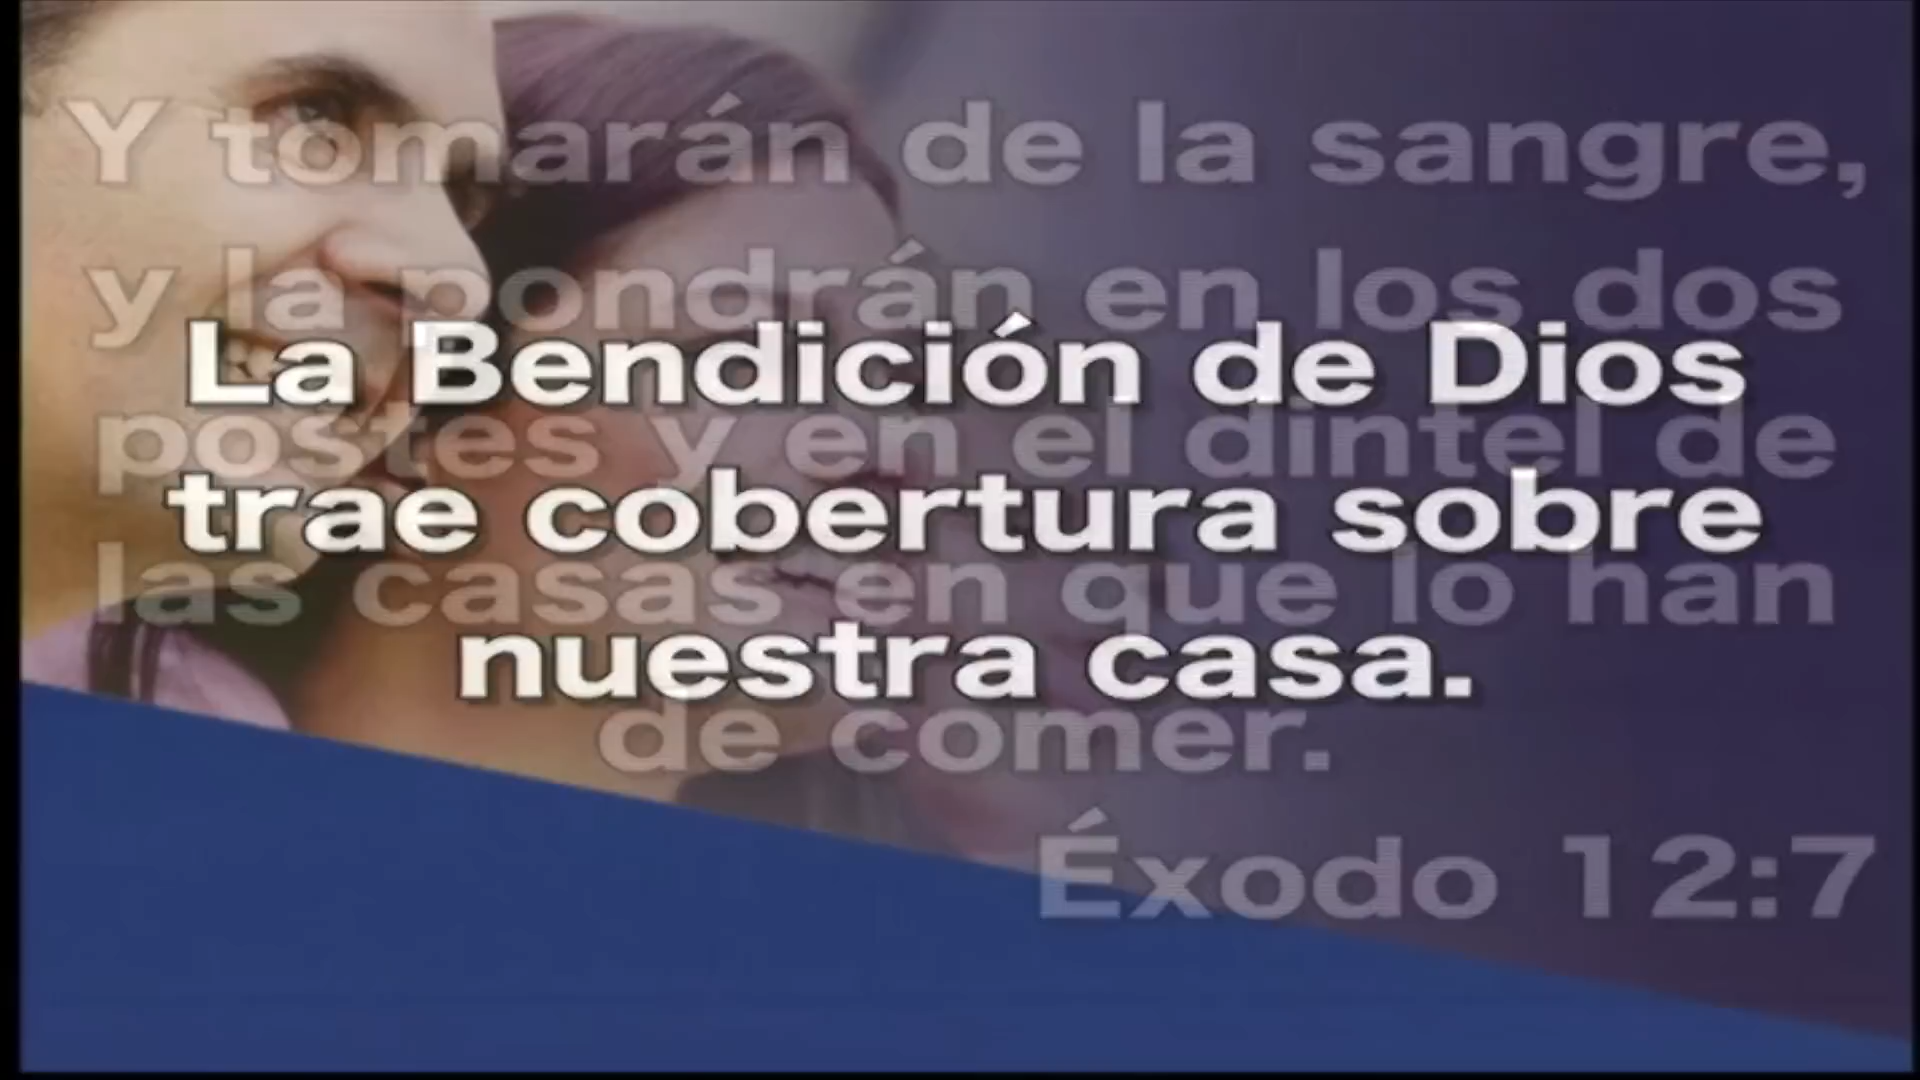 Y tomarán de la sangre,
y la pondrán en los dos
postes y en el dintel de
las casas en que lo han
de comer.
Éxodo 12:7
La Bendición de Dios
trae cobertura sobre
nuestra casa.